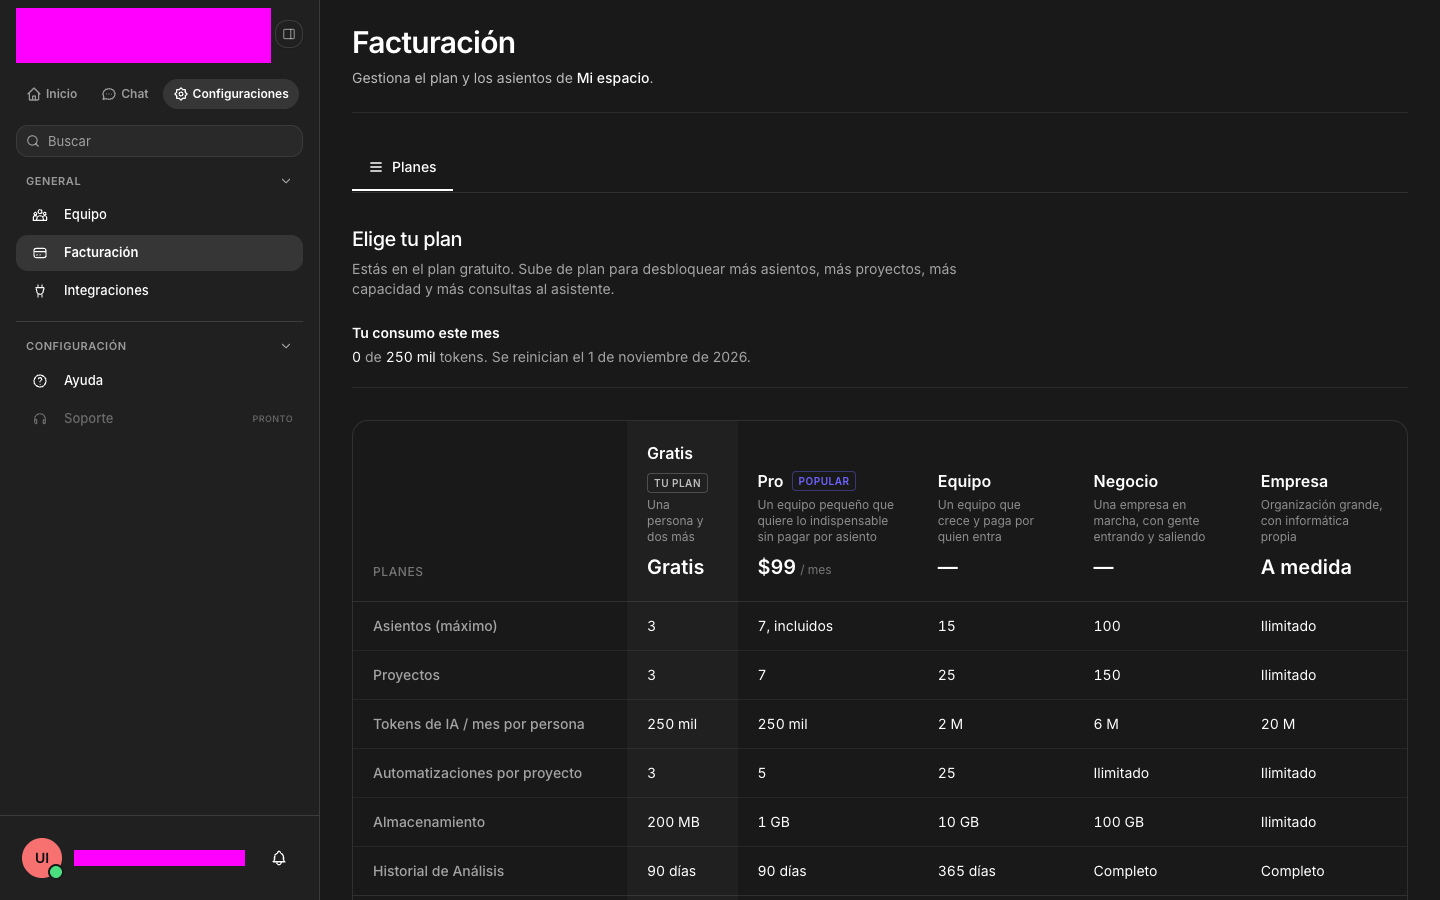 Inicio
Chat
Configuraciones
Buscar
GENERAL
Equipo
Facturación
Integraciones
CONFIGURACIÓN
Ayuda
Soporte PRONTO
UI
Facturación
Gestiona el plan y los asientos de Mi espacio.
Planes
Elige tu plan
Estás en el plan gratuito. Sube de plan para desbloquear más asientos, más proyectos, más
capacidad y más consultas al asistente.
Tu consumo este mes
0 de 250 mil tokens. Se reinician el 1 de noviembre de 2026.
PLANES
Gratis
TU PLAN
Una
persona y
dos más
Gratis
Pro POPULAR
Un equipo pequeño que
quiere lo indispensable
sin pagar por asiento
$99 / mes
Equipo
Un equipo que
crece y paga por
quien entra
—
Negocio
Una empresa en
marcha, con gente
entrando y saliendo
—
Empresa
Organización grande,
con informática
propia
A medida
Asientos (máximo) 3 7, incluidos 15 100 Ilimitado
Proyectos 3 7 25 150 Ilimitado
Tokens de IA / mes por persona 250 mil 250 mil 2 M 6 M 20 M
Automatizaciones por proyecto 3 5 25 Ilimitado Ilimitado
Almacenamiento 200 MB 1 GB 10 GB 100 GB Ilimitado
Historial de Análisis 90 días 90 días 365 días Completo Completo